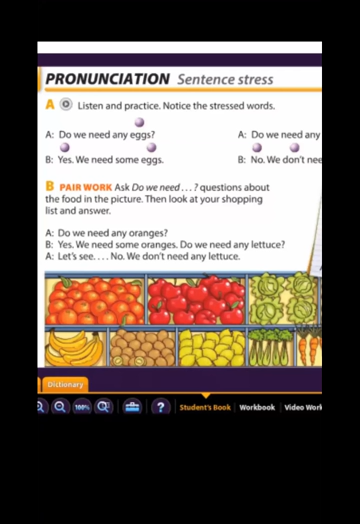 PRONUNCIATION Sentence stress
A Listen and practice. Notice the stressed words.
A: Do we need any eggs?
B: Yes. We need some eggs.
A: Do we need any
B: No. We don't nee
B PAIR WORK Ask Do we need . . . ? questions about
the food in the picture. Then look at your shopping
list and answer.
A: Do we need any oranges?
B: Yes. We need some oranges. Do we need any lettuce?
A: Let's see. . . . No. We don't need any lettuce.
Dictionary
100%
? Student's Book Workbook Video Work